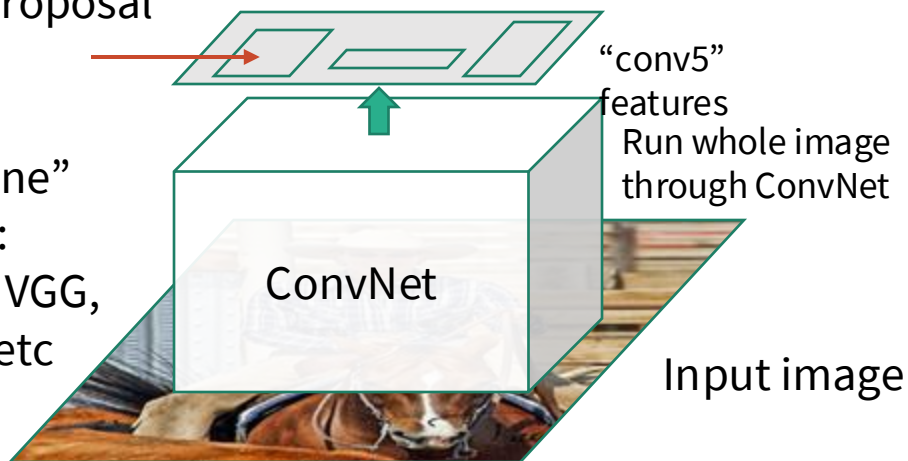 roposal
“conv5”
features
Run whole image
through ConvNet
ne”
:
VGG,
etc
ConvNet
Input image